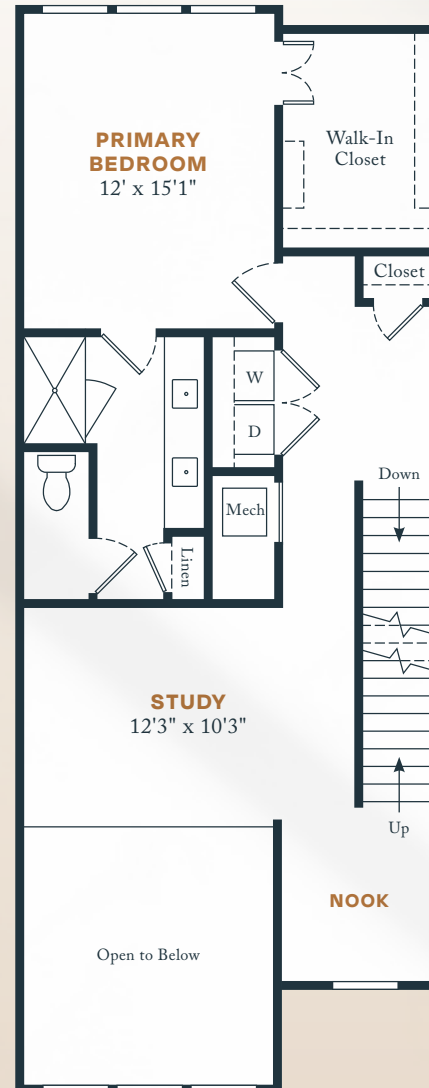 PRIMARY
BEDROOM
12' x 15'1"
Walk-In
Closet
Closet
W
D
Mech
Linen
Down
STUDY
12'3" x 10'3"
Up
NOOK
Open to Below